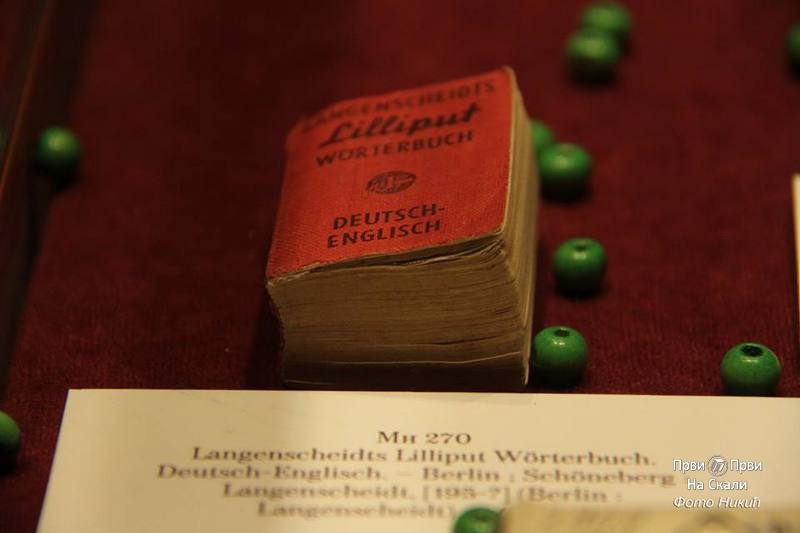 LANGENSCHEIDTS
Lilliput
WÖRTERBUCH
DEUTSCH-
ENGLISCH
Мн 270
Langenscheidts Lilliput Wörterbuch.
Deutsch-Englisch. – Berlin ; Schöneberg :
Langenscheidt, [195-?] (Berlin :
Langenscheidt)
Први Први
На Скали
Фото Никић